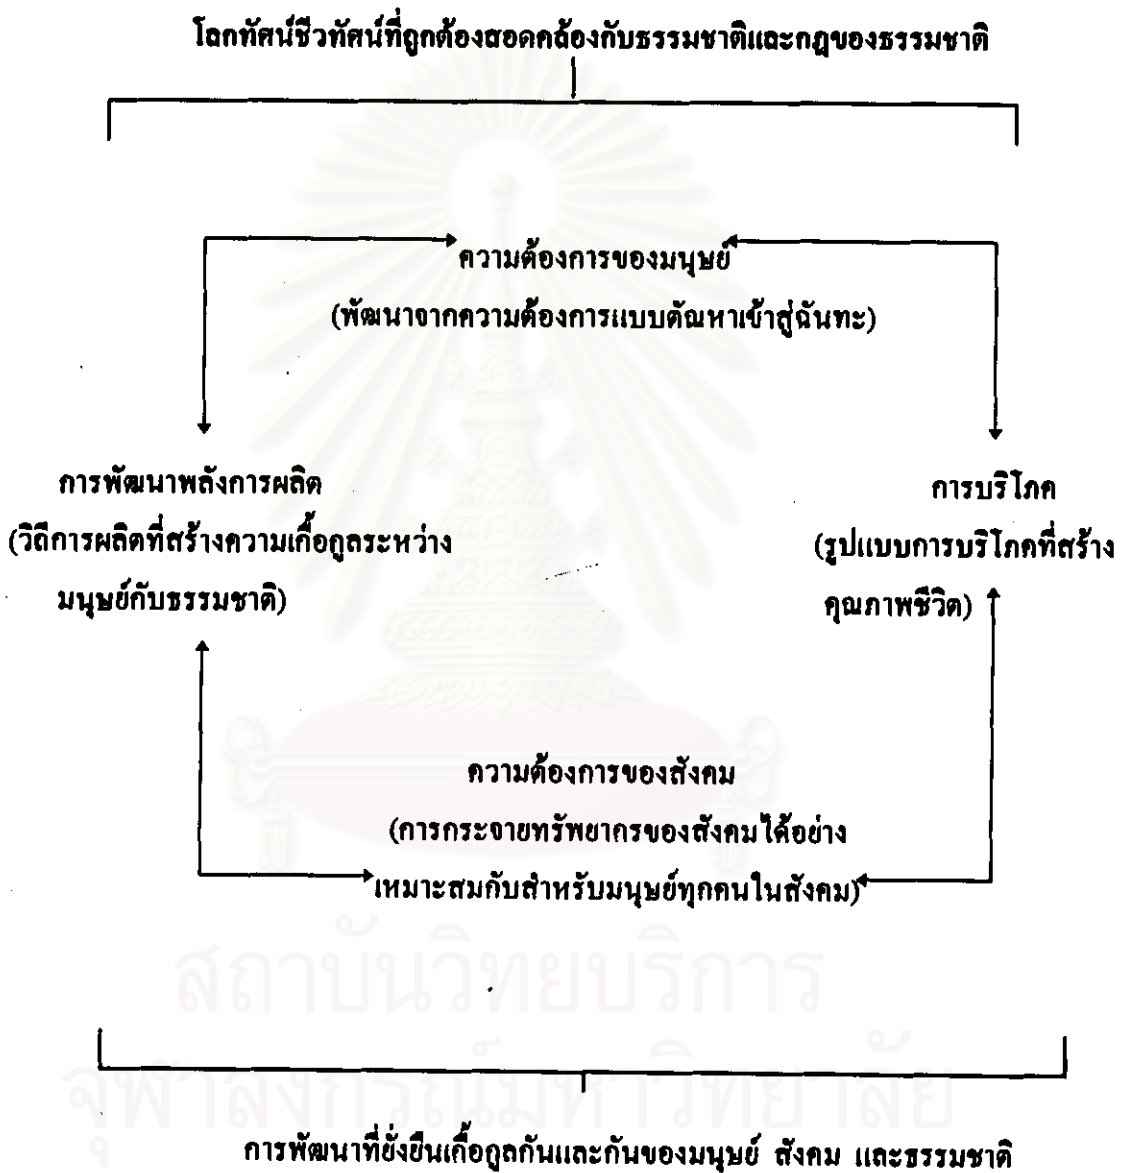 โลกทัศน์ชีวทัศน์ที่ถูกต้องสอดคล้องกับธรรมชาติและกฎของธรรมชาติ
ความต้องการของมนุษย์
(พัฒนาจากความต้องการแบบตัณหาเข้าสู่ฉันทะ)
การพัฒนาพลังการผลิต
(วิถีการผลิตที่สร้างความเกื้อกูลระหว่าง
มนุษย์กับธรรมชาติ)
การบริโภค
(รูปแบบการบริโภคที่สร้าง
คุณภาพชีวิต)
ความต้องการของสังคม
(การกระจายทรัพยากรของสังคมได้อย่าง
เหมาะสมกับสำหรับมนุษย์ทุกคนในสังคม)
สถาบันวิทยบริการ
จุฬาลงกรณ์มหาวิทยาลัย
การพัฒนาที่ยั่งยืนเกื้อกูลกันและกันของมนุษย์ สังคม และธรรมชาติ